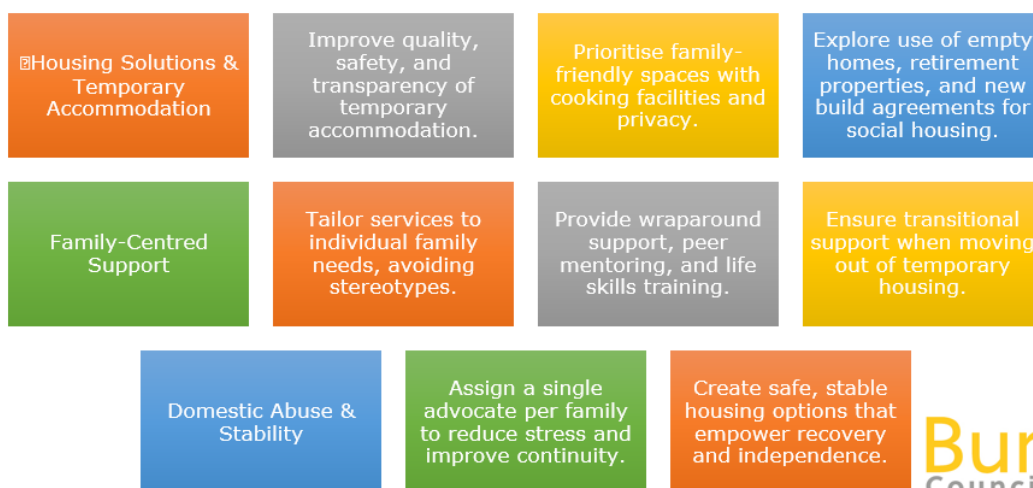 Housing Solutions &
Temporary
Accommodation
Improve quality,
safety, and
transparency of
temporary
accommodation.
Prioritise family-
friendly spaces with
cooking facilities and
privacy.
Explore use of empty
homes, retirement
properties, and new
build agreements for
social housing.
Family-Centred
Support
Tailor services to
individual family
needs, avoiding
stereotypes.
Provide wraparound
support, peer
mentoring, and life
skills training.
Ensure transitional
support when moving
out of temporary
housing.
Domestic Abuse &
Stability
Assign a single
advocate per family
to reduce stress and
improve continuity.
Create safe, stable
housing options that
empower recovery
and independence.